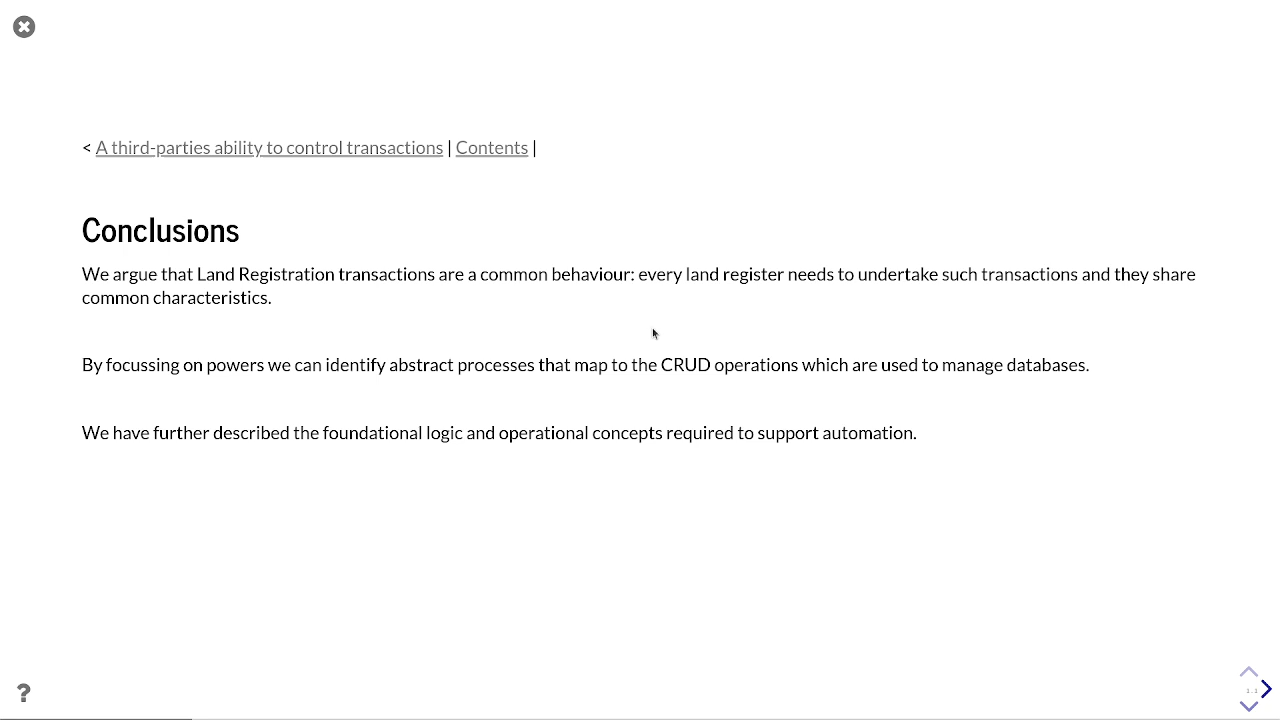 < A third-parties ability to control transactions | Contents |
Conclusions
We argue that Land Registration transactions are a common behaviour: every land register needs to undertake such transactions and they share
common characteristics.
By focussing on powers we can identify abstract processes that map to the CRUD operations which are used to manage databases.
We have further described the foundational logic and operational concepts required to support automation.
?
1.1